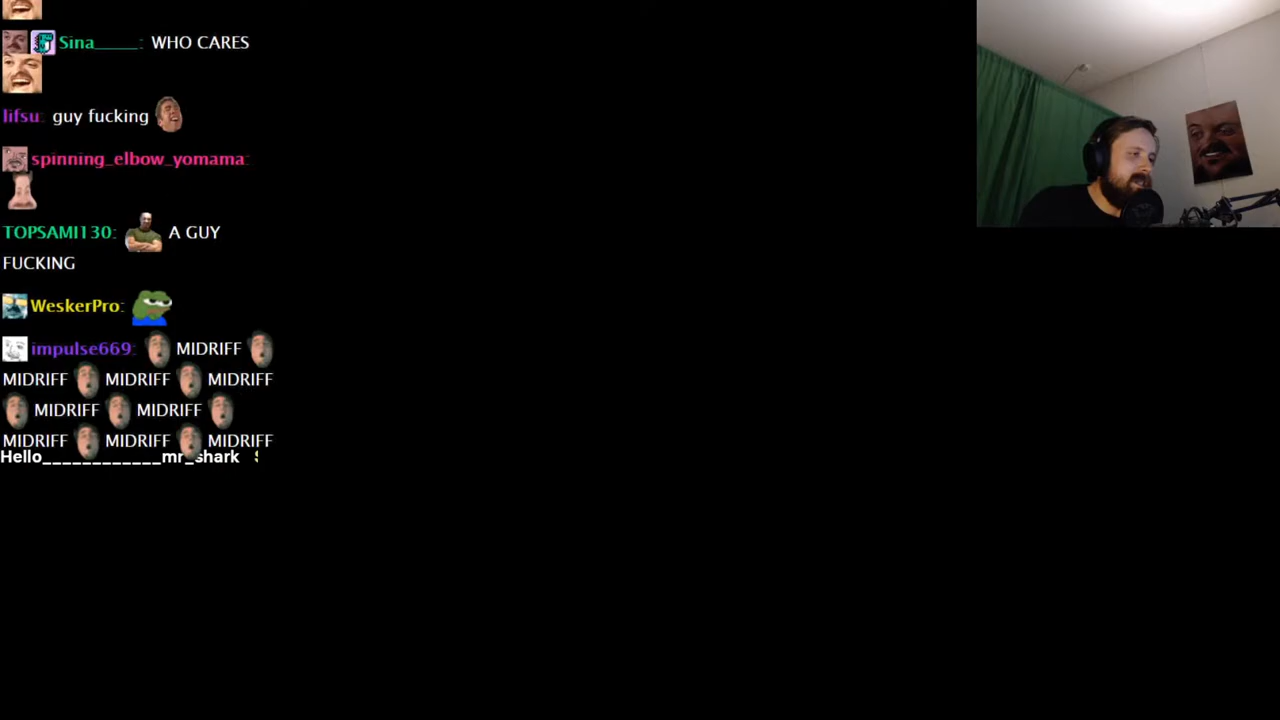 Sina_____: WHO CARES
lifsu: guy fucking
spinning_elbow_yomama:
TOPSAMI130: A GUY
FUCKING
WeskerPro:
impulse669: MIDRIFF
MIDRIFF MIDRIFF MIDRIFF
MIDRIFF MIDRIFF
MIDRIFF MIDRIFF MIDRIFF
Hello____________mr_shark